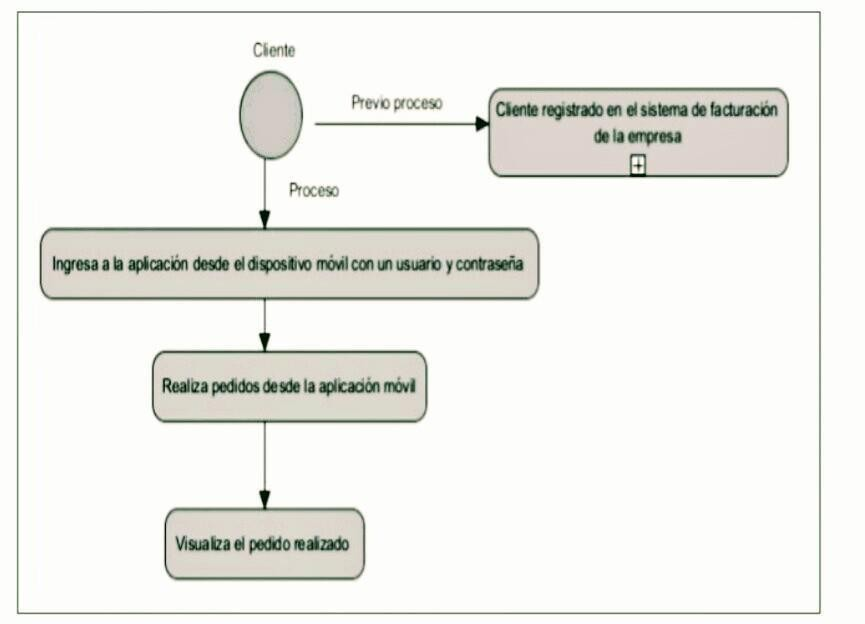 Cliente
Previo proceso
Cliente registrado en el sistema de facturación
de la empresa
Proceso
Ingresa a la aplicación desde el dispositivo móvil con un usuario y contraseña
Realiza pedidos desde la aplicación móvil
Visualiza el pedido realizado